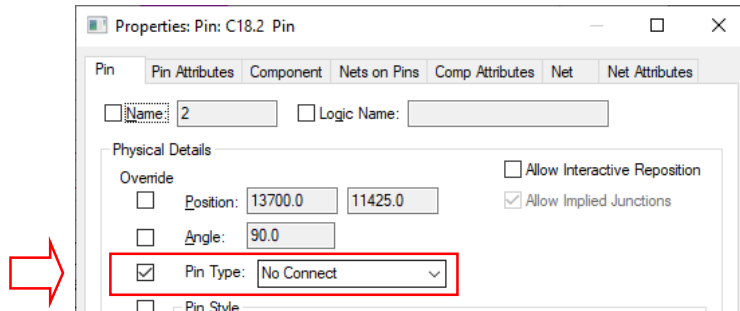 Properties: Pin: C18.2 Pin
Pin Pin Attributes Component Nets on Pins Comp Attributes Net Net Attributes
Name: 2 Logic Name:
Physical Details
Allow Interactive Reposition
Override
Position: 13700.0 11425.0 Allow Implied Junctions
Angle: 90.0
Pin Type: No Connect
Pin Style